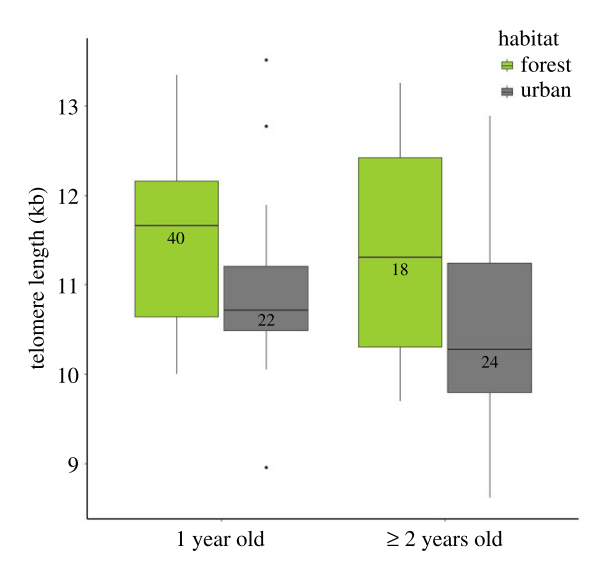 habitat
forest
urban
telomere length (kb)
13
12
11
10
9
40
22
18
24
1 year old
≥ 2 years old